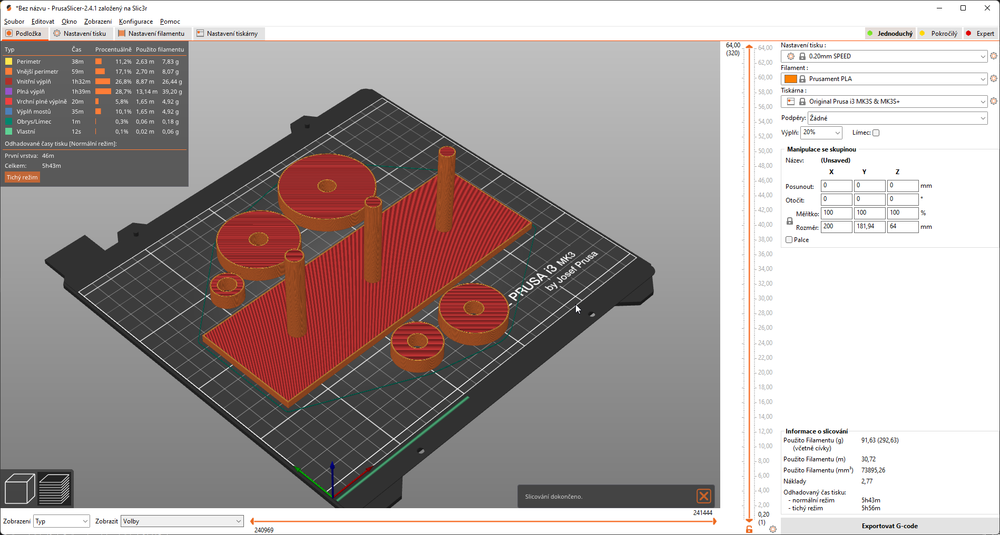 *Bez názvu - PrusaSlicer-2.4.1 založený na Slic3r
Soubor Editovat Okno Zobrazení Konfigurace Pomoc
Podložka Nastavení tisku Nastavení filamentu Nastavení tiskárny
Jednoduchý Pokročilý Expert
Typ Čas Procentuálně Použito filamentu
Perimetr 38m 11,2% 2,63 m 7,83 g
Vnější perimetr 59m 17,1% 2,70 m 8,07 g
Vnitřní výplň 1h32m 26,8% 8,87 m 26,44 g
Plná výplň 1h39m 28,7% 13,14 m 39,20 g
Vrchní plné výplně 20m 5,8% 1,65 m 4,92 g
Výplň mostů 35m 10,1% 1,65 m 4,92 g
Obrys/Límec 1m 0,3% 0,06 m 0,18 g
Vlastní 12s 0,1% 0,02 m 0,06 g
Odhadované časy tisku [Normální režim]:
První vrstva: 46m
Celkem: 5h43m
Tichý režim
PRUSA i3 MK3
by Josef Prusa
Slicování dokončeno.
Zobrazení Typ Zobrazit Volby
241444
240969
64,00
(320)
64,00
62,00
60,00
58,00
56,00
54,00
52,00
50,00
48,00
46,00
44,00
42,00
40,00
38,00
36,00
34,00
32,00
30,00
28,00
26,00
24,00
22,00
20,00
18,00
16,00
14,00
12,00
10,00
8,00
6,00
4,00
2,00
0,20
(1)
Nastavení tisku :
0.20mm SPEED
Filament :
Prusament PLA
Tiskárna :
Original Prusa i3 MK3S & MK3S+
Podpěry: Žádné
Výplň: 20% Límec:
Manipulace se skupinou
Název: (Unsaved)
X Y Z
Posunout: 0 0 0 mm
Otočit: 0 0 0 °
Měřítko: 100 100 100 %
Rozměr: 200 181,94 64 mm
Palce
Informace o slicování
Použito Filamentu (g) 91,63 (292,63)
(včetně cívky)
Použito Filamentu (m) 30,72
Použito Filamentu (mm³) 73895,26
Náklady 2,77
Odhadovaný čas tisku:
- normální režim 5h43m
- tichý režim 5h56m
Exportovat G-code